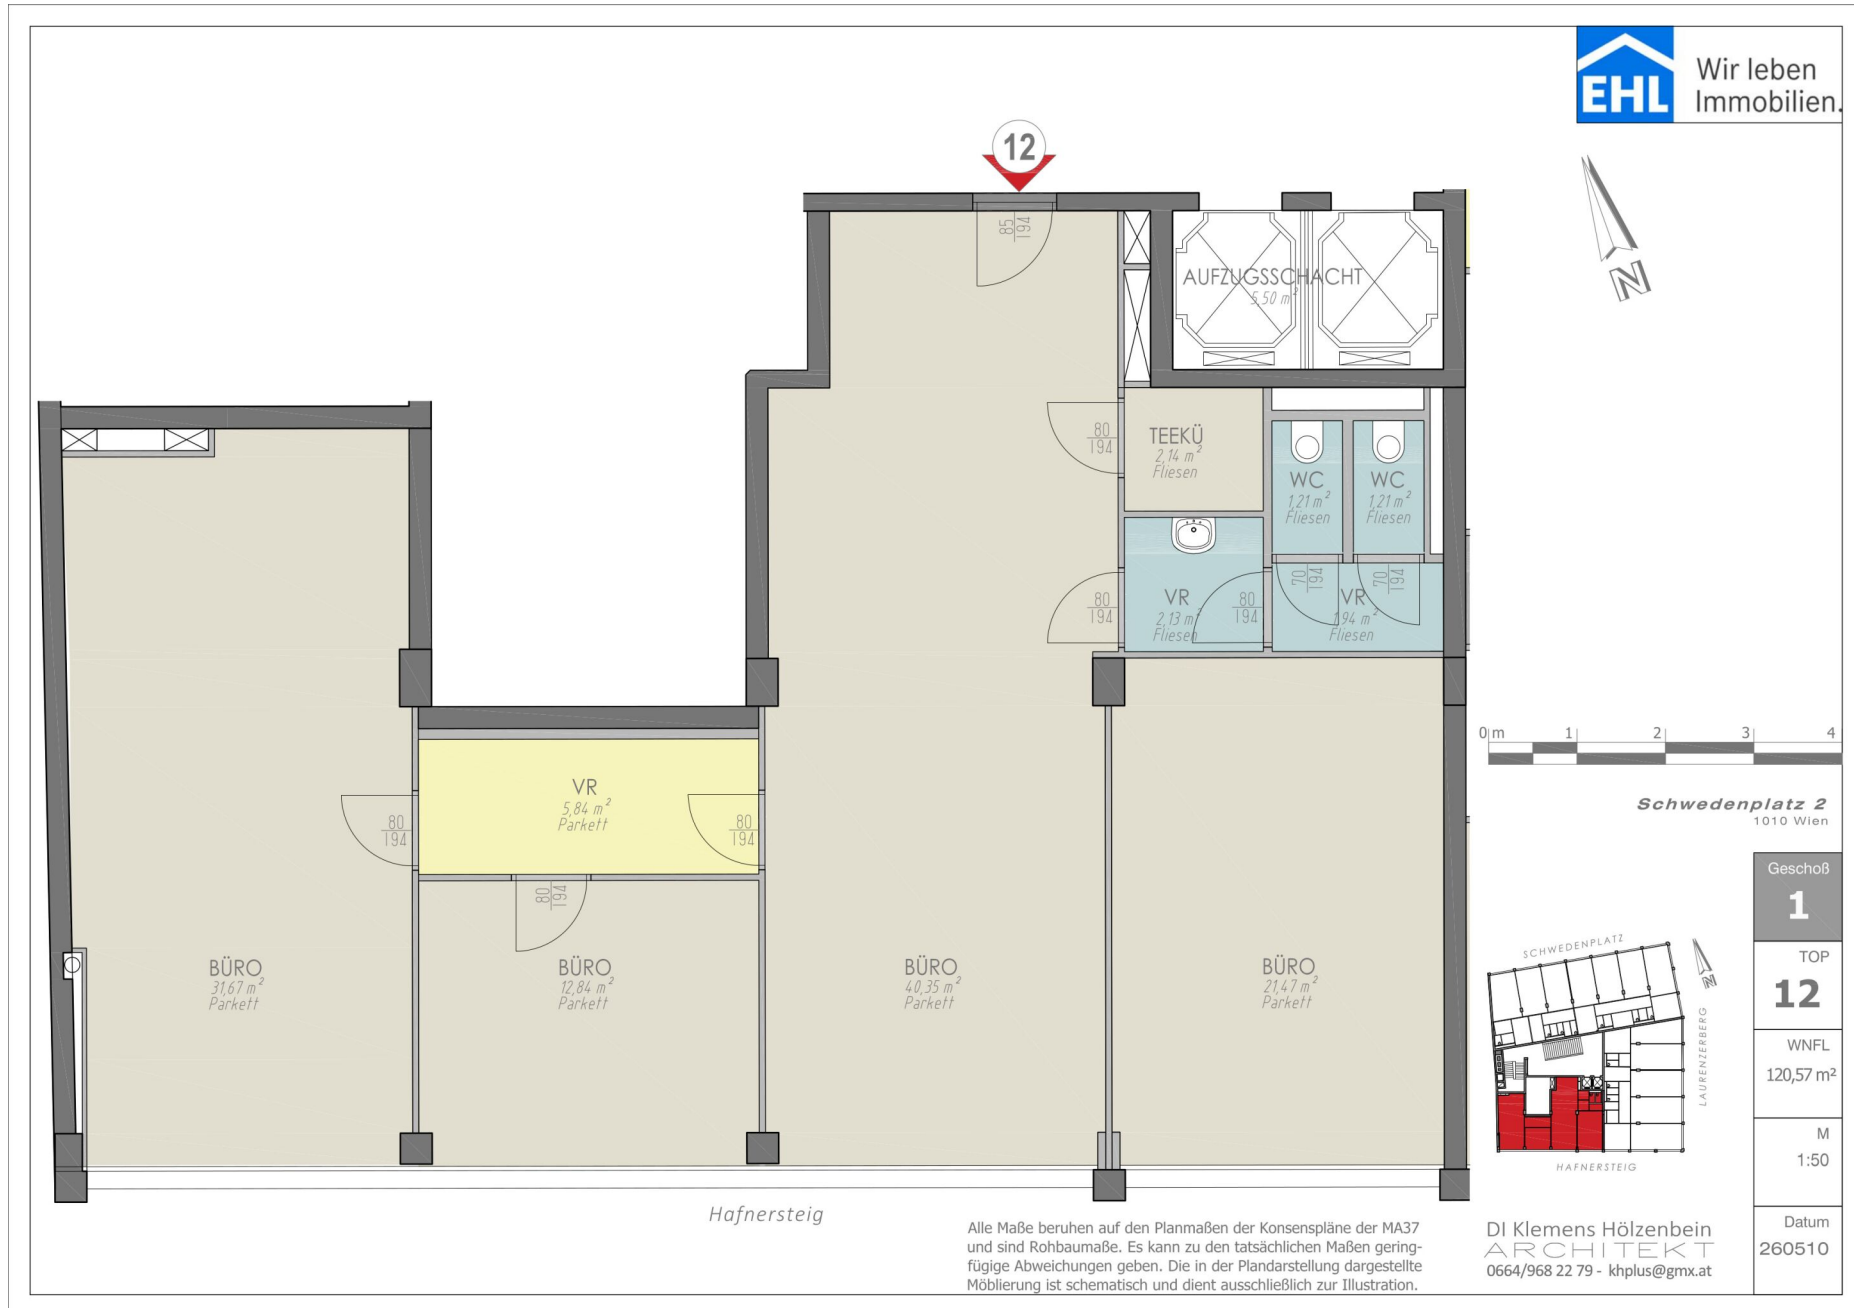 EHL
Wir leben
Immobilien.
12
85
194
N
AUFZUGSSCHACHT
5,50 m²
80
194
TEEKÜ
2,14 m²
Fliesen
WC
1,21 m²
Fliesen
WC
1,21 m²
Fliesen
80
194
VR
2,13 m²
Fliesen
80
194
70
194
70
194
VR
1,94 m²
Fliesen
0 m 1 2 3 4
VR
5,84 m²
Parkett
80
194
80
194
80
194
Schwedenplatz 2
1010 Wien
BÜRO
31,67 m²
Parkett
BÜRO
12,84 m²
Parkett
BÜRO
40,35 m²
Parkett
BÜRO
21,47 m²
Parkett
Geschoß
1
TOP
12
WNFL
120,57 m²
M
1:50
Datum
260510
SCHWEDENPLATZ
N
LAURENZERBERG
HAFNERSTEIG
Hafnersteig
Alle Maße beruhen auf den Planmaßen der Konsenspläne der MA37
und sind Rohbaumaße. Es kann zu den tatsächlichen Maßen gering-
fügige Abweichungen geben. Die in der Plandarstellung dargestellte
Möblierung ist schematisch und dient ausschließlich zur Illustration.
DI Klemens Hölzenbein
ARCHITEKT
0664/968 22 79 - khplus@gmx.at